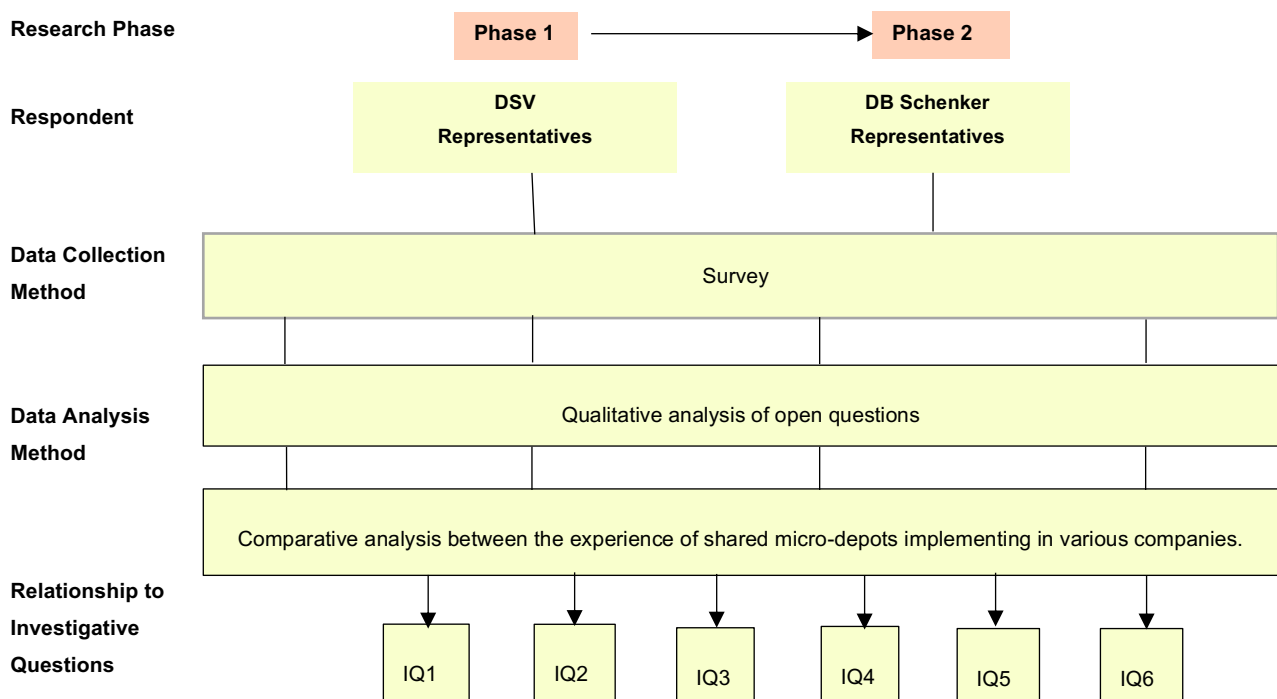 Research Phase
Phase 1
Phase 2
Respondent
DSV
Representatives
DB Schenker
Representatives
Data Collection
Method
Survey
Data Analysis
Method
Qualitative analysis of open questions
Comparative analysis between the experience of shared micro-depots implementing in various companies.
Relationship to
Investigative
Questions
IQ1
IQ2
IQ3
IQ4
IQ5
IQ6